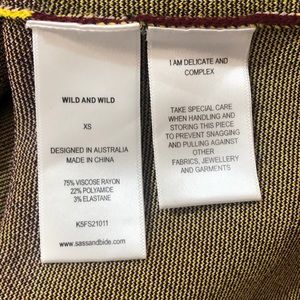 WILD AND WILD
XS
DESIGNED IN AUSTRALIA
MADE IN CHINA
75% VISCOSE RAYON
22% POLYAMIDE
3% ELASTANE
K5FS21011
www.sassandbide.com
I AM DELICATE AND
COMPLEX
TAKE SPECIAL CARE
WHEN HANDLING AND
STORING THIS PIECE
TO PREVENT SNAGGING
AND PULLING AGAINST
OTHER
FABRICS, JEWELLERY
AND GARMENTS